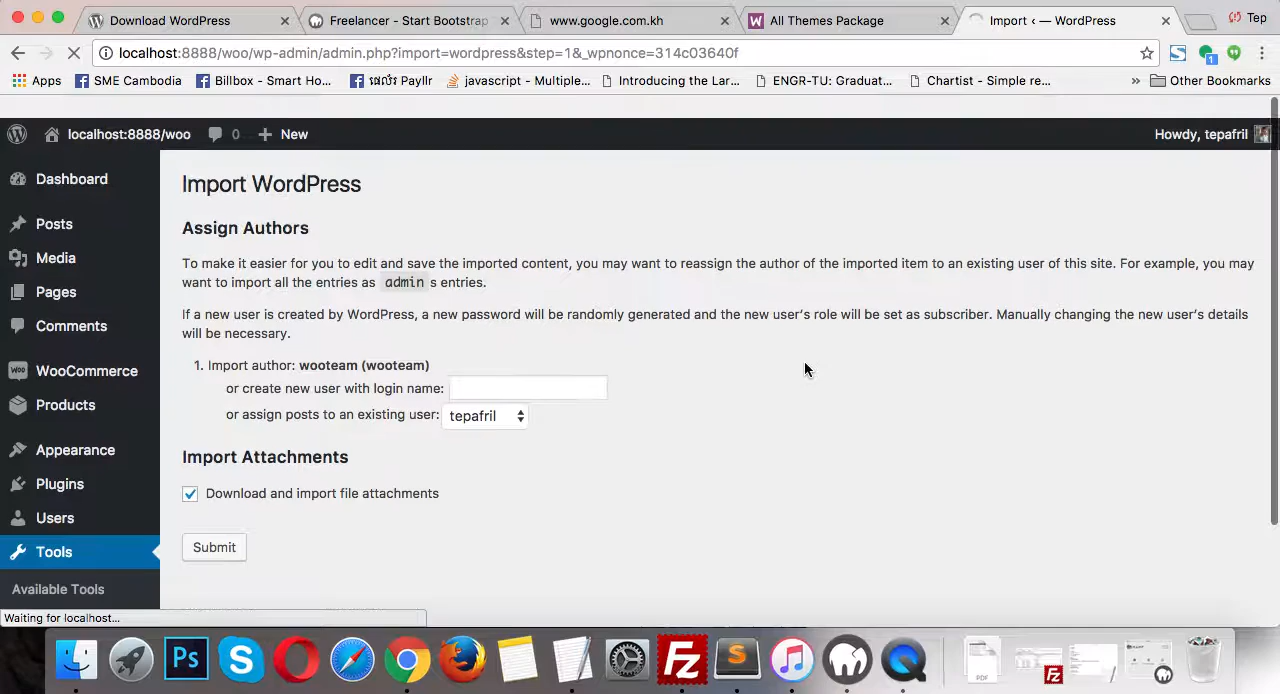 Download WordPress
Freelancer - Start Bootstrap
www.google.com.kh
All Themes Package
Import ‹ — WordPress
Tep
localhost:8888/woo/wp-admin/admin.php?import=wordpress&step=1&_wpnonce=314c03640f
Apps
SME Cambodia
Billbox - Smart Ho...
javascript - Multiple...
Introducing the Lar...
ENGR-TU: Graduat...
Chartist - Simple re...
»
Other Bookmarks
localhost:8888/woo
0
New
Howdy, tepafril
Dashboard
Posts
Media
Pages
Comments
WooCommerce
Products
Appearance
Plugins
Users
Tools
Available Tools
Import WordPress
Assign Authors
To make it easier for you to edit and save the imported content, you may want to reassign the author of the imported item to an existing user of this site. For example, you may
want to import all the entries as admin s entries.
If a new user is created by WordPress, a new password will be randomly generated and the new user's role will be set as subscriber. Manually changing the new user's details
will be necessary.
1. Import author: wooteam (wooteam)
or create new user with login name:
or assign posts to an existing user: tepafril
Import Attachments
Download and import file attachments
Submit
Waiting for localhost...
Ps
S
Fz
S
PDF
Fz